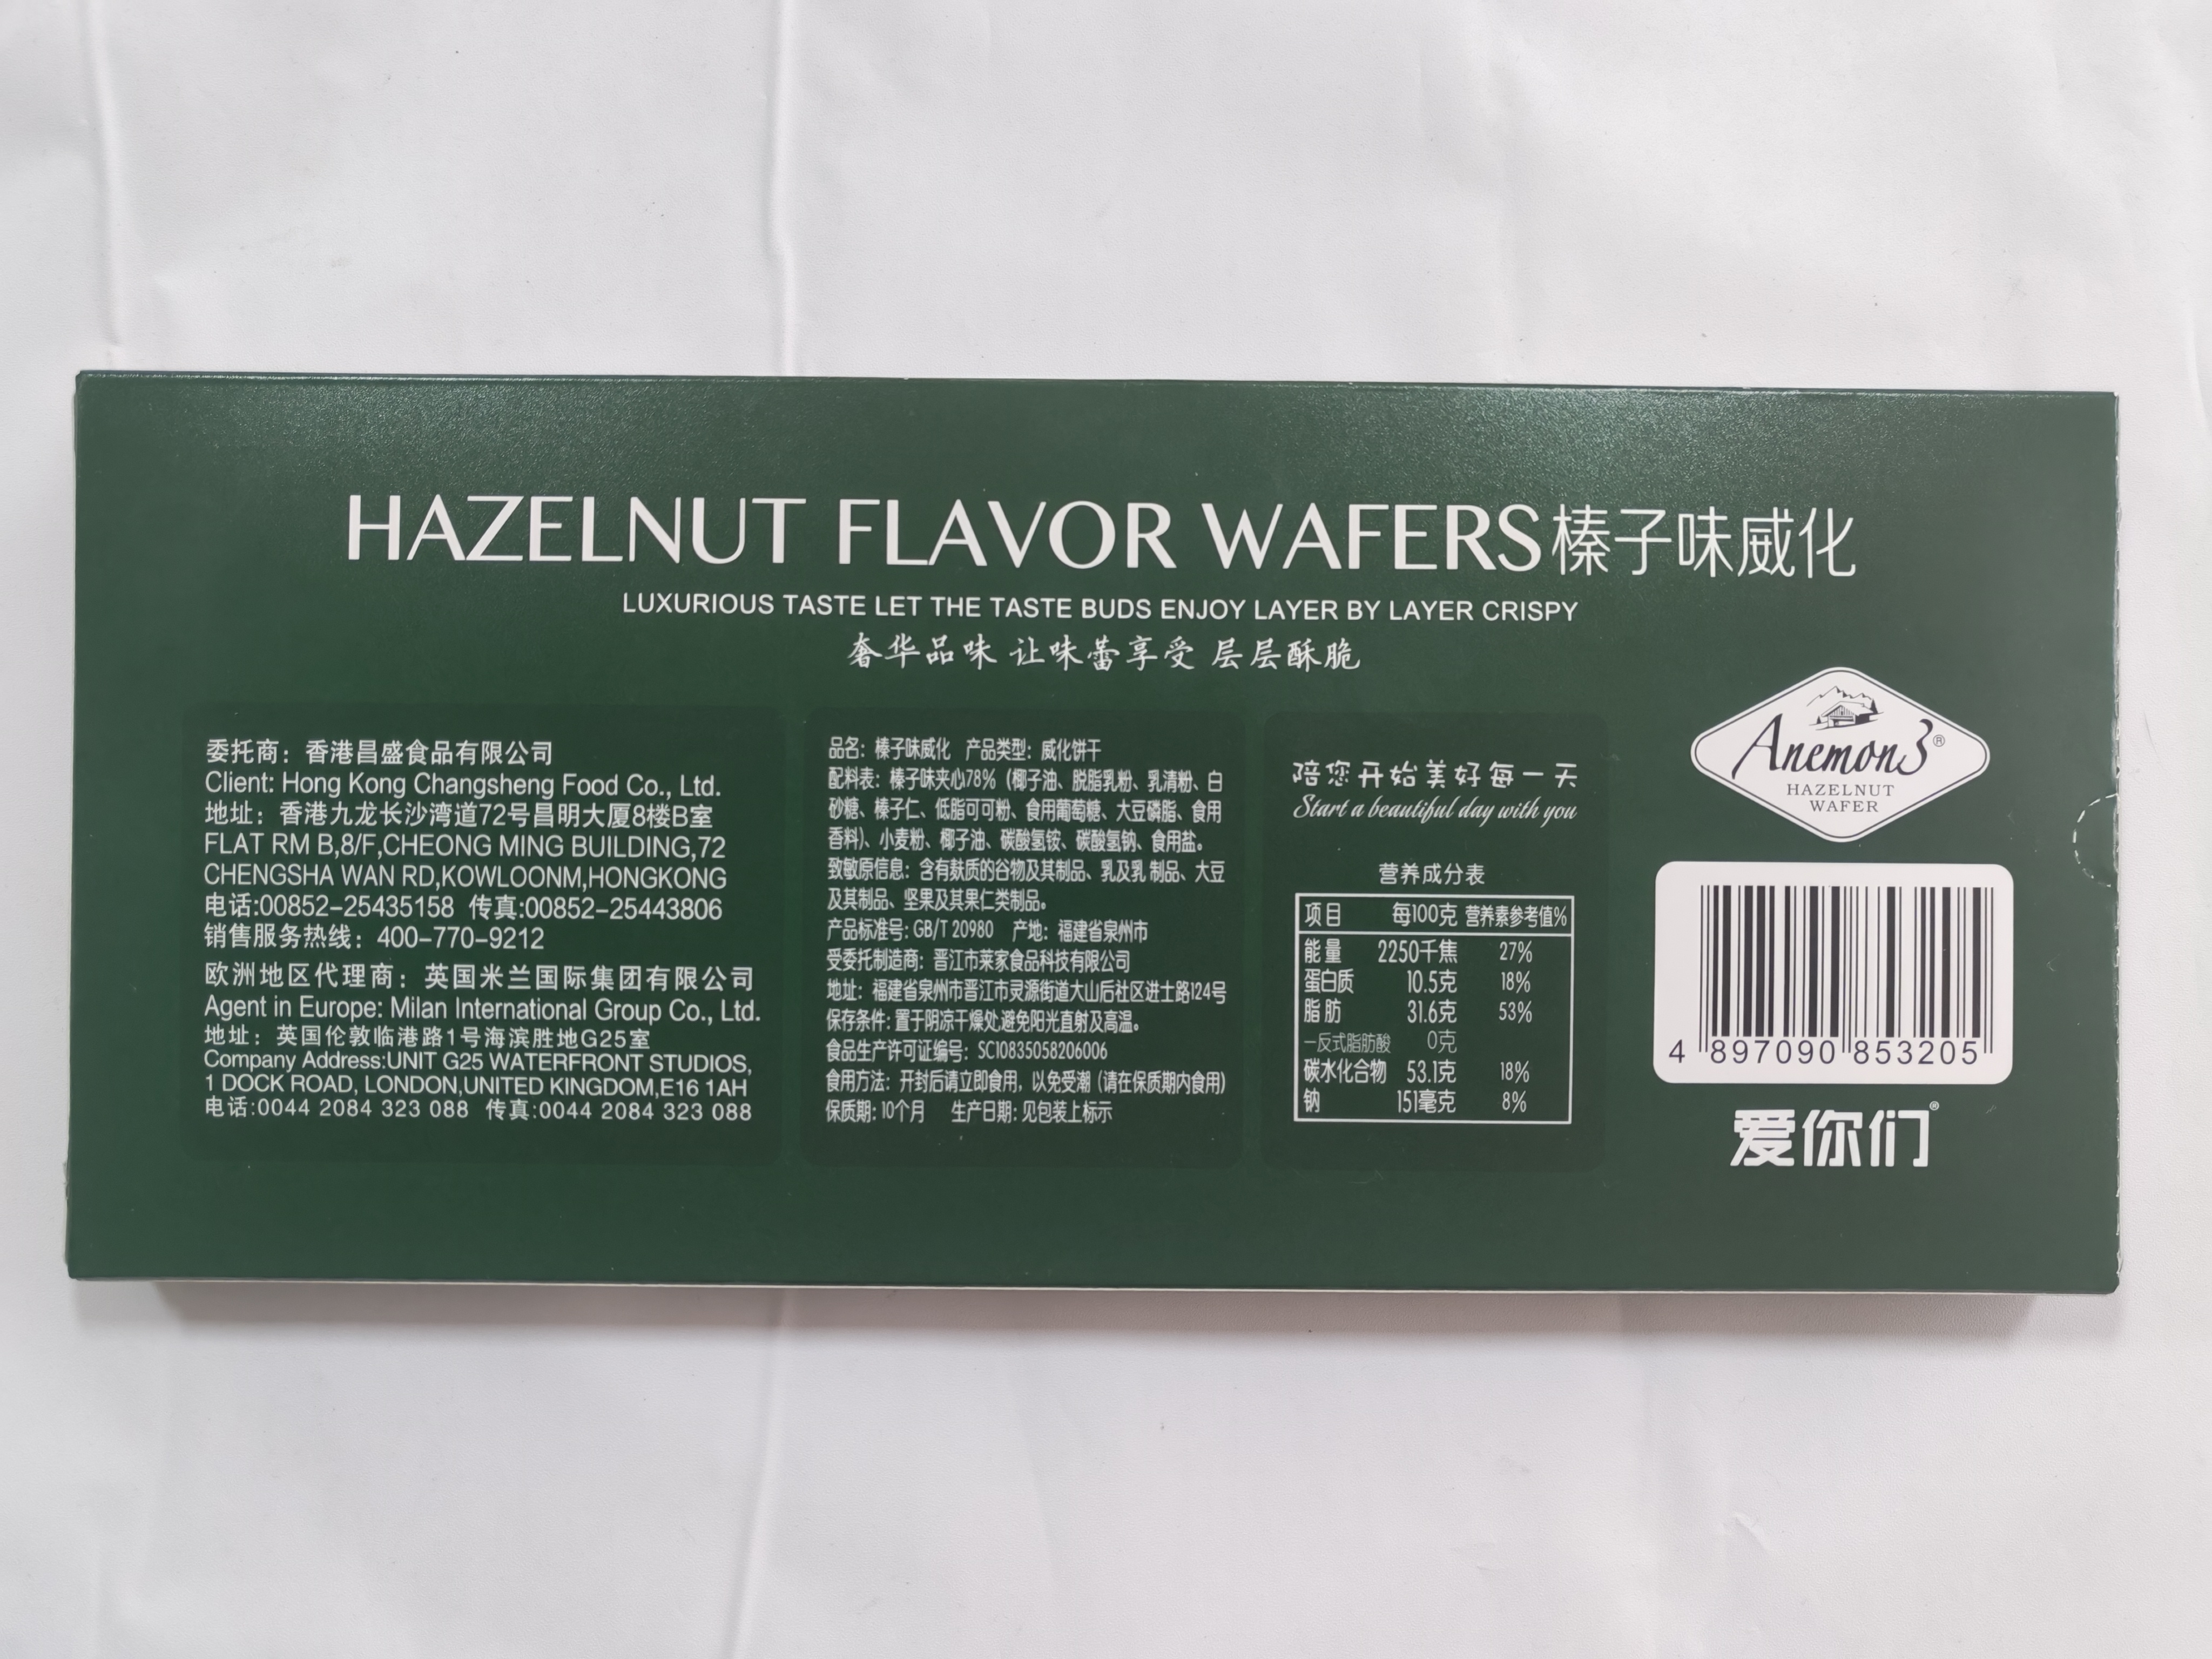 HAZELNUT FLAVOR WAFERS榛子味威化
LUXURIOUS TASTE LET THE TASTE BUDS ENJOY LAYER BY LAYER CRISPY
奢华品味 让味蕾享受 层层酥脆
委托商：香港昌盛食品有限公司
Client: Hong Kong Changsheng Food Co., Ltd.
地址：香港九龙长沙湾道72号昌明大厦8楼B室
FLAT RM B,8/F,CHEONG MING BUILDING,72
CHENGSHA WAN RD,KOWLOONM,HONGKONG
电话:00852-25435158 传真:00852-25443806
销售服务热线：400-770-9212
欧洲地区代理商：英国米兰国际集团有限公司
Agent in Europe: Milan International Group Co., Ltd.
地址：英国伦敦临港路1号海滨胜地G25室
Company Address:UNIT G25 WATERFRONT STUDIOS,
1 DOCK ROAD, LONDON,UNITED KINGDOM,E16 1AH
电话:0044 2084 323 088 传真:0044 2084 323 088
品名：榛子味威化 产品类型：威化饼干
配料表：榛子味夹心78%（椰子油、脱脂乳粉、乳清粉、白
砂糖、榛子仁、低脂可可粉、食用葡萄糖、大豆磷脂、食用
香料）、小麦粉、椰子油、碳酸氢铵、碳酸氢钠、食用盐。
致敏原信息：含有麸质的谷物及其制品、乳及乳 制品、大豆
及其制品、坚果及其果仁类制品。
产品标准号：GB/T 20980 产地：福建省泉州市
受委托制造商：晋江市莱家食品科技有限公司
地址：福建省泉州市晋江市灵源街道大山后社区进士路124号
保存条件：置于阴凉干燥处,避免阳光直射及高温。
食品生产许可证编号：SC10835058206006
食用方法：开封后请立即食用，以免受潮（请在保质期内食用）
保质期：10个月 生产日期：见包装上标示
陪您开始美好每一天
Start a beautiful day with you
营养成分表
项目 每100克 营养素参考值%
能量 2250千焦 27%
蛋白质 10.5克 18%
脂肪 31.6克 53%
—反式脂肪酸 0克
碳水化合物 53.1克 18%
钠 151毫克 8%
Anemon3®
HAZELNUT
WAFER
4 897090 853205
爱你们®